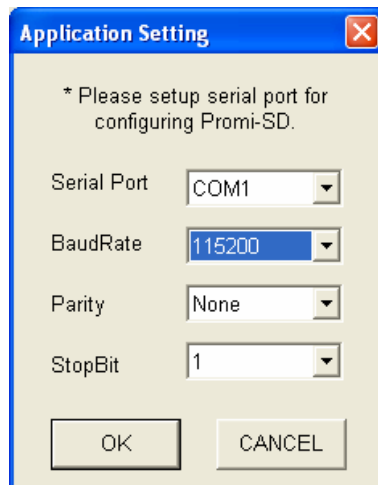 Application Setting
* Please setup serial port for
configuring Promi-SD.
Serial Port COM1
BaudRate 115200
Parity None
StopBit 1
OK CANCEL